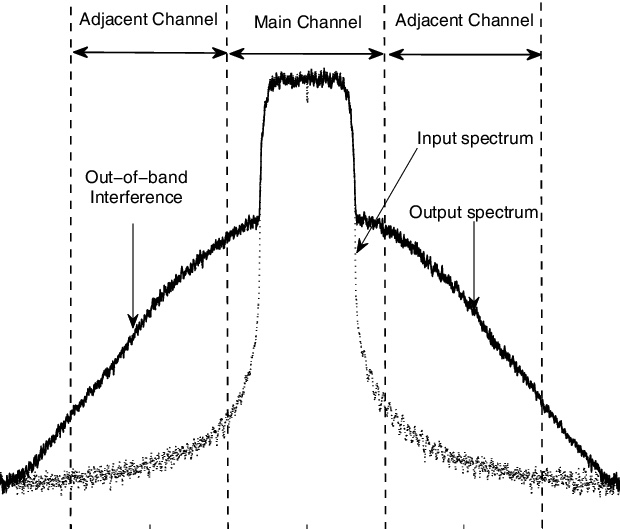 Adjacent Channel
Main Channel
Adjacent Channel
Input spectrum
Out−of−band
Interference
Output spectrum